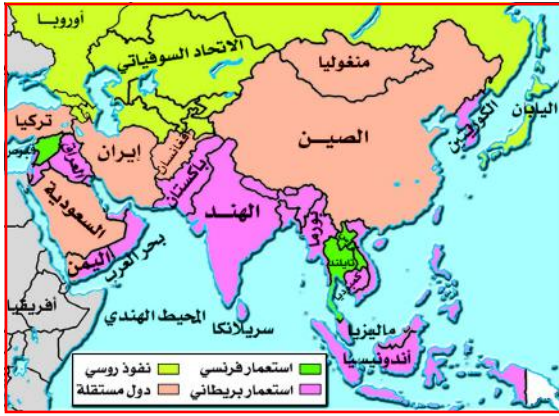 أوروبا
الاتحاد السوفياتي
منغوليا
اليابان
الكوريتين
تركيا
الصين
إيران
أفغانستان
العراق
باكستان
السعودية
الهند
بورما
تايلند
اليمن
بحر العرب
أفريقيا
المحيط الهندي
سريلانكا
ماليزيا
أندونيسيا
استعمار فرنسي
نفوذ روسي
استعمار بريطاني
دول مستقلة